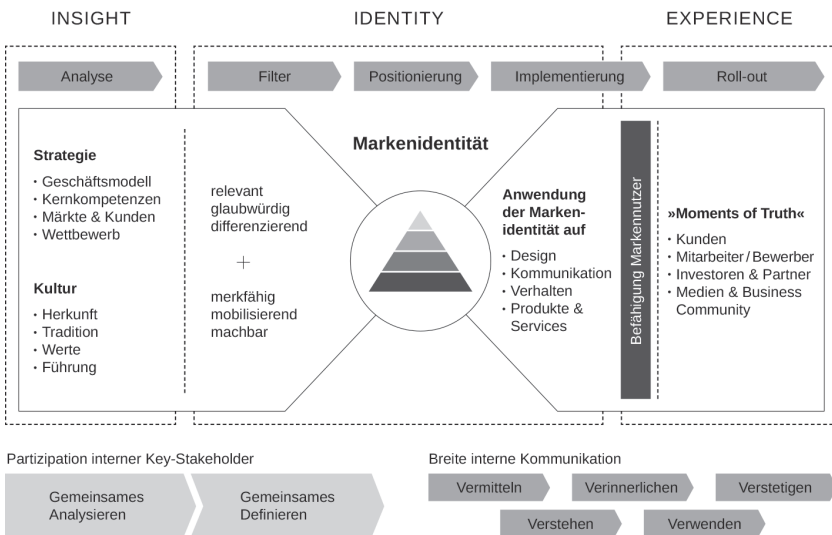 INSIGHT
IDENTITY
EXPERIENCE
Analyse
Filter
Positionierung
Implementierung
Roll-out
Strategie
• Geschäftsmodell
• Kernkompetenzen
• Märkte & Kunden
• Wettbewerb
Kultur
• Herkunft
• Tradition
• Werte
• Führung
relevant
glaubwürdig
differenzierend
+
merkfähig
mobilisierend
machbar
Markenidentität
Anwendung
der Marken-
identität auf
• Design
• Kommunikation
• Verhalten
• Produkte &
Services
Befähigung Markennutzer
»Moments of Truth«
• Kunden
• Mitarbeiter/Bewerber
• Investoren & Partner
• Medien & Business
Community
Partizipation interner Key-Stakeholder
Gemeinsames
Analysieren
Gemeinsames
Definieren
Breite interne Kommunikation
Vermitteln
Verinnerlichen
Verstetigen
Verstehen
Verwenden